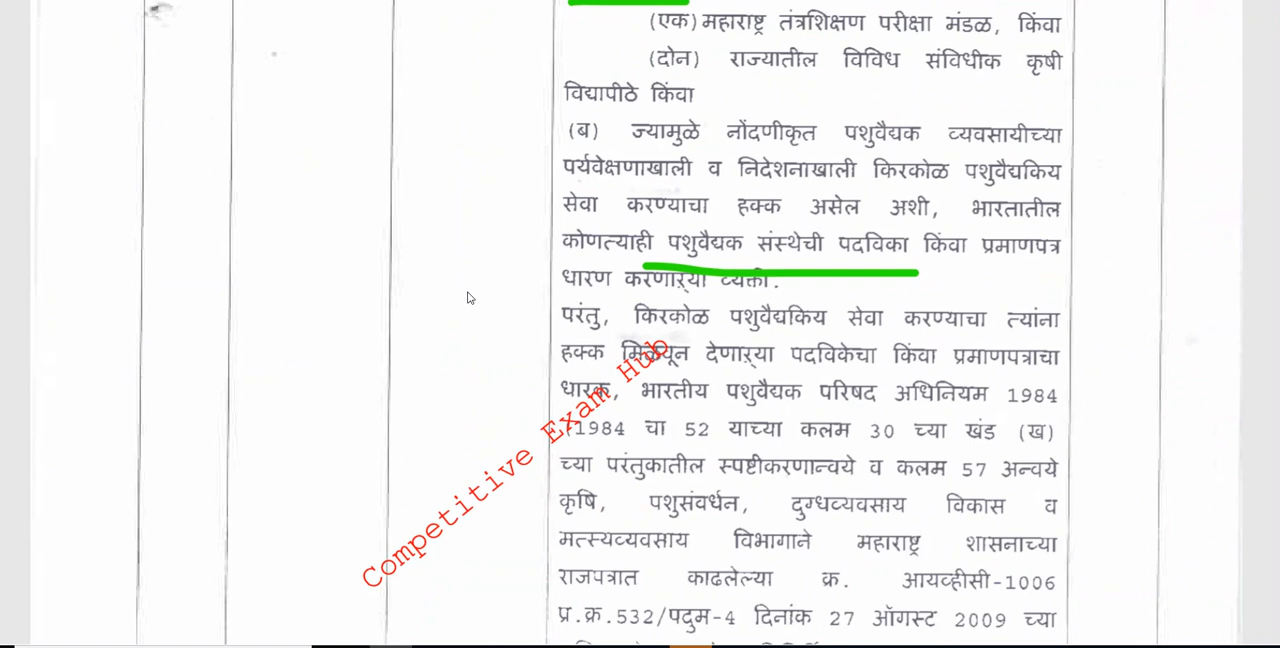 (एक) महाराष्ट्र तंत्रशिक्षण परीक्षा मंडळ, किंवा
(दोन) राज्यातील विविध संविधीक कृषी
विद्यापीठे किंवा
(ब) ज्यामुळे नोंदणीकृत पशुवैद्यक व्यवसायीच्या
पर्यवेक्षणाखाली व निदेशनाखाली किरकोळ पशुवैद्यकिय
सेवा करण्याचा हक्क असेल अशी, भारतातील
कोणत्याही पशुवैद्यक संस्थेची पदविका किंवा प्रमाणपत्र
धारण करणाऱ्या व्यक्ती.
परंतु, किरकोळ पशुवैद्यकिय सेवा करण्याचा त्यांना
हक्क मिळवून देणाऱ्या पदविकेचा किंवा प्रमाणपत्राचा
धारक, भारतीय पशुवैद्यक परिषद अधिनियम 1984
(1984 चा 52 याच्या कलम 30 च्या खंड (ख)
च्या परंतुकातील स्पष्टीकरणान्वये व कलम 57 अन्वये
कृषि, पशुसंवर्धन, दुग्धव्यवसाय विकास व
मत्स्यव्यवसाय विभागाने महाराष्ट्र शासनाच्या
राजपत्रात काढलेल्या क्र. आयव्हीसी-1006
प्र.क्र.532/पदुम-4 दिनांक 27 ऑगस्ट 2009 च्या
Competitive Exam Hub